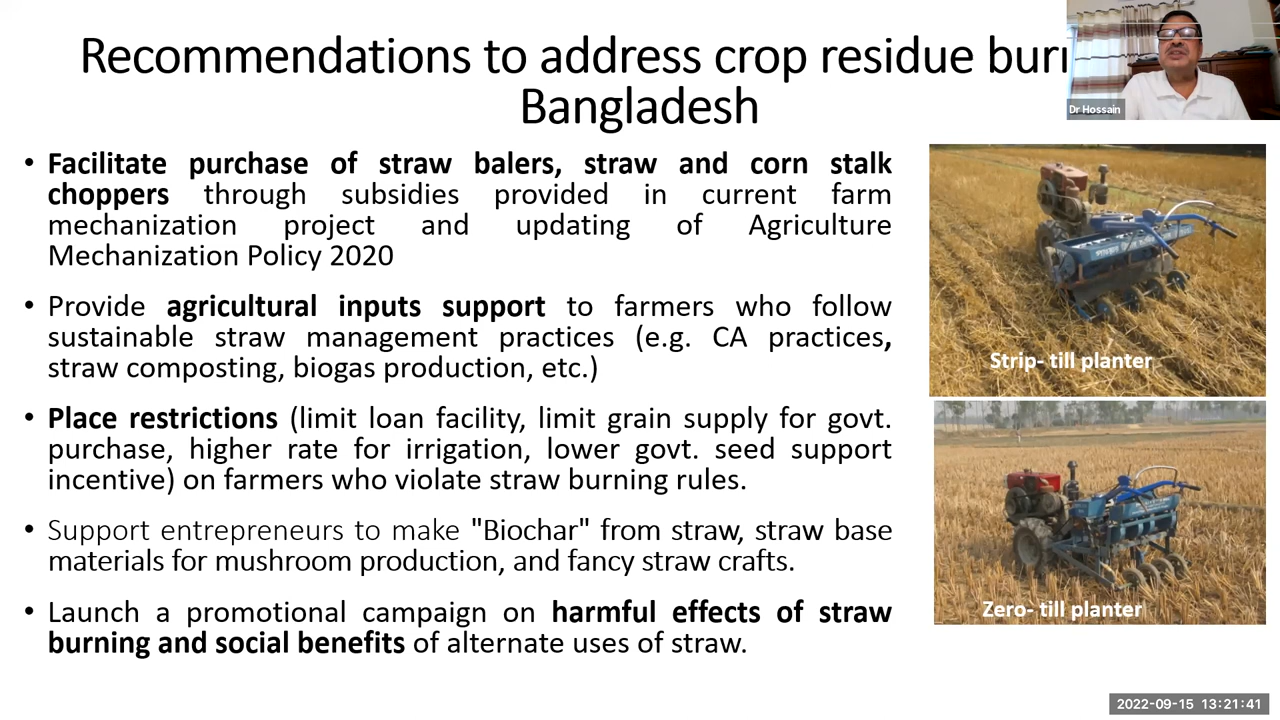 Recommendations to address crop residue
Bangladesh
Dr Hossain
• Facilitate purchase of straw balers, straw and corn stalk
choppers through subsidies provided in current farm
mechanization project and updating of Agriculture
Mechanization Policy 2020
• Provide agricultural inputs support to farmers who follow
sustainable straw management practices (e.g. CA practices,
straw composting, biogas production, etc.)
• Place restrictions (limit loan facility, limit grain supply for govt.
purchase, higher rate for irrigation, lower govt. seed support
incentive) on farmers who violate straw burning rules.
• Support entrepreneurs to make "Biochar" from straw, straw base
materials for mushroom production, and fancy straw crafts.
• Launch a promotional campaign on harmful effects of straw
burning and social benefits of alternate uses of straw.
Strip- till planter
Zero- till planter
2022-09-15 13:21:41